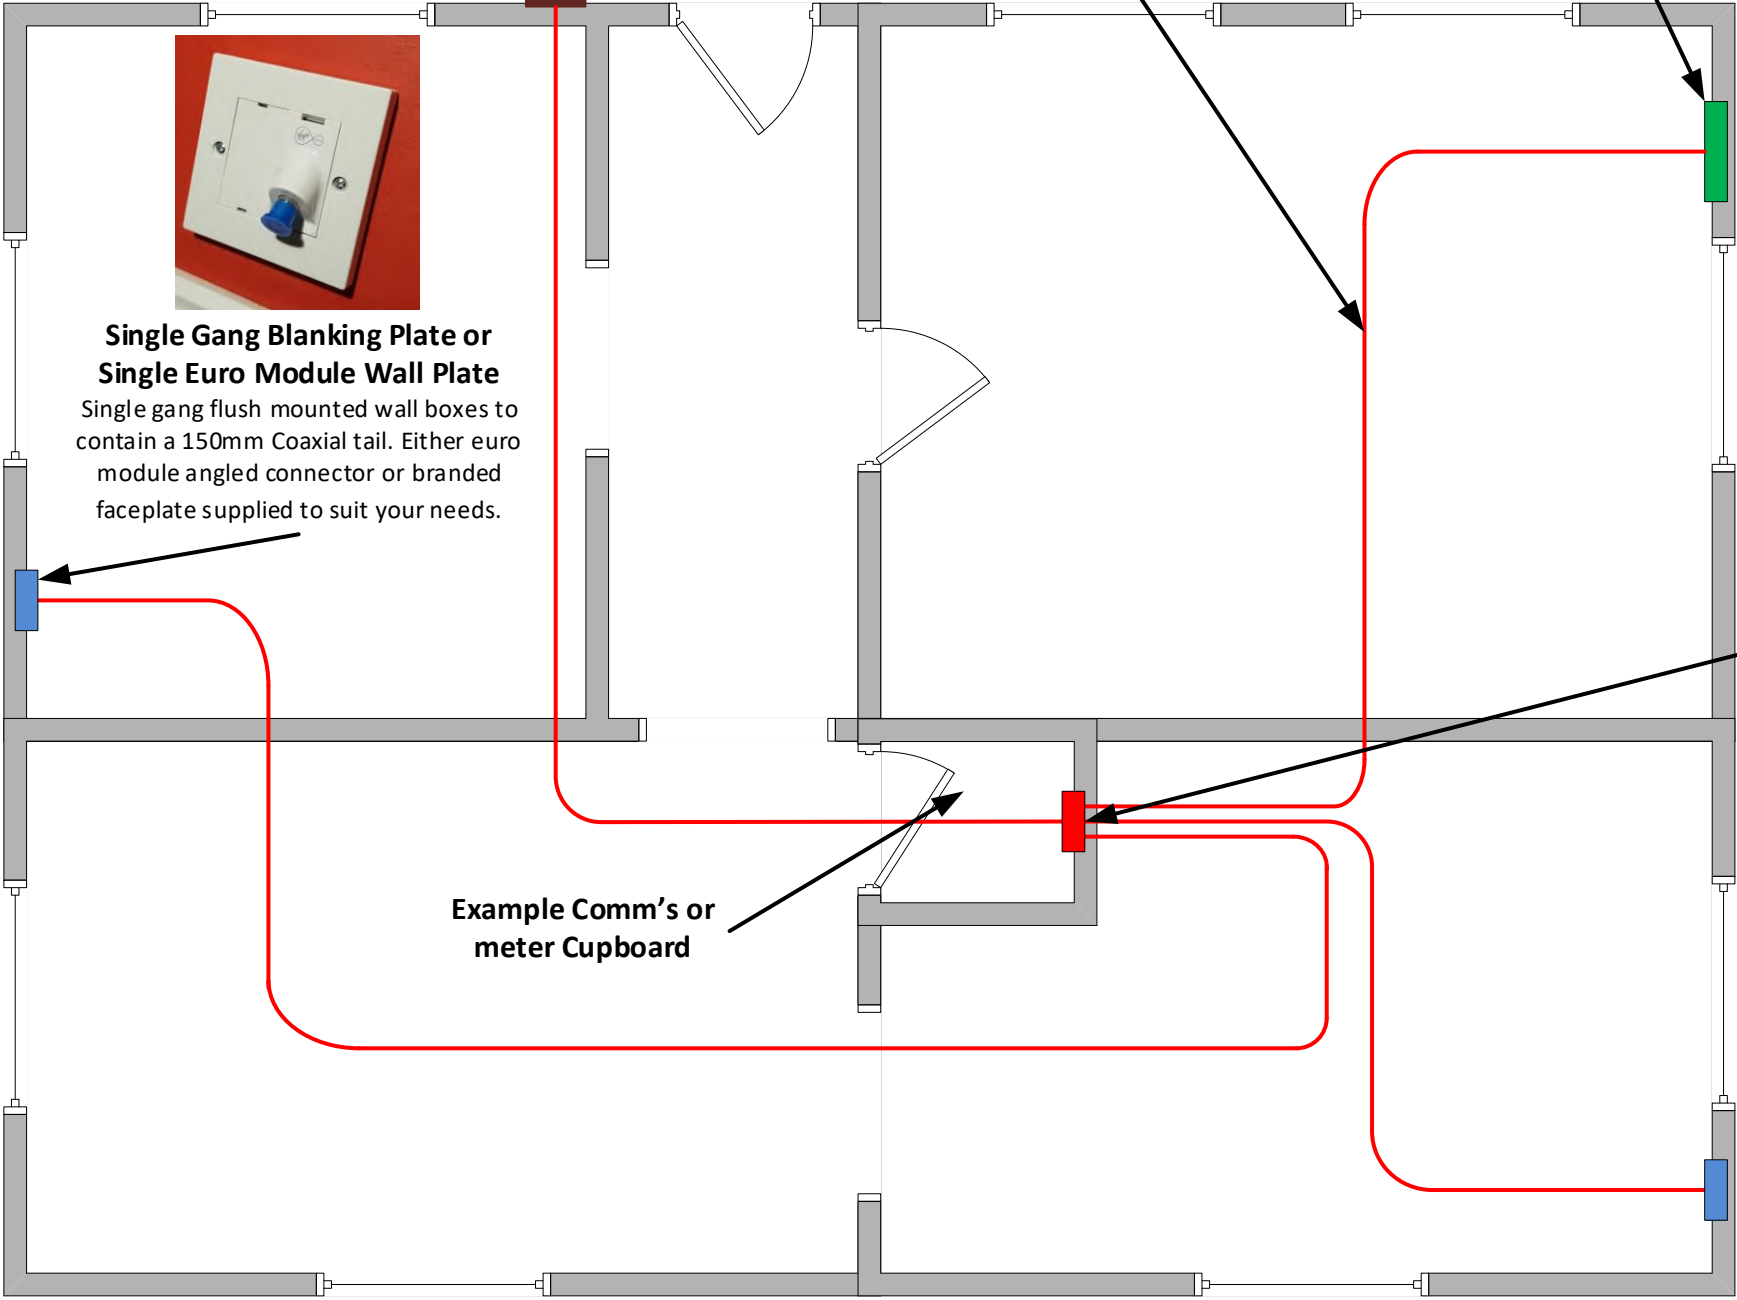 Single Gang Blanking Plate or
Single Euro Module Wall Plate
Single gang flush mounted wall boxes to
contain a 150mm Coaxial tail. Either euro
module angled connector or branded
faceplate supplied to suit your needs.
Example Comm’s or
meter Cupboard